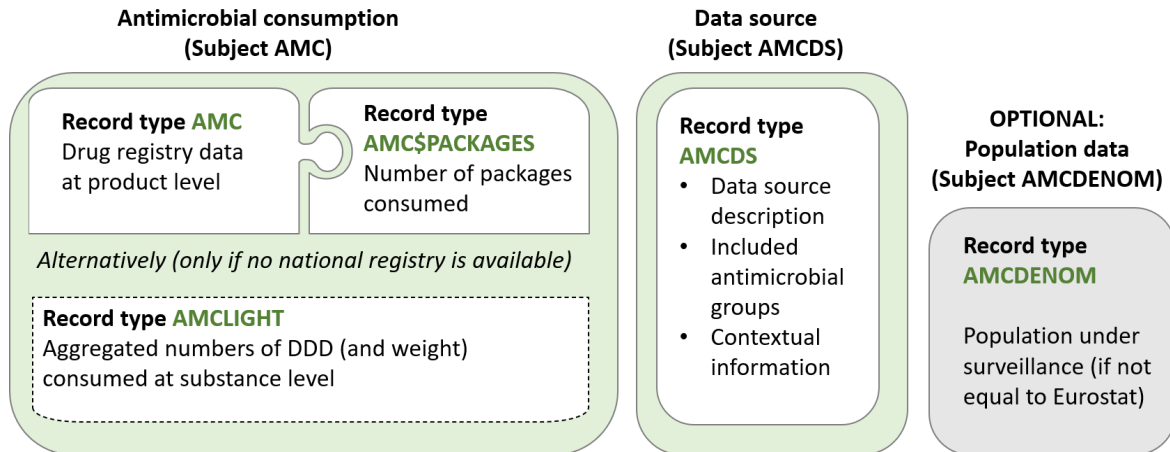 Antimicrobial consumption
(Subject AMC)
Record type AMC
Drug registry data
at product level
Record type
AMC$PACKAGES
Number of packages
consumed
Alternatively (only if no national registry is available)
Record type AMCLIGHT
Aggregated numbers of DDD (and weight)
consumed at substance level
Data source
(Subject AMCDS)
Record type
AMCDS
• Data source
description
• Included
antimicrobial
groups
• Contextual
information
OPTIONAL:
Population data
(Subject AMCDENOM)
Record type
AMCDENOM
Population under
surveillance (if not
equal to Eurostat)